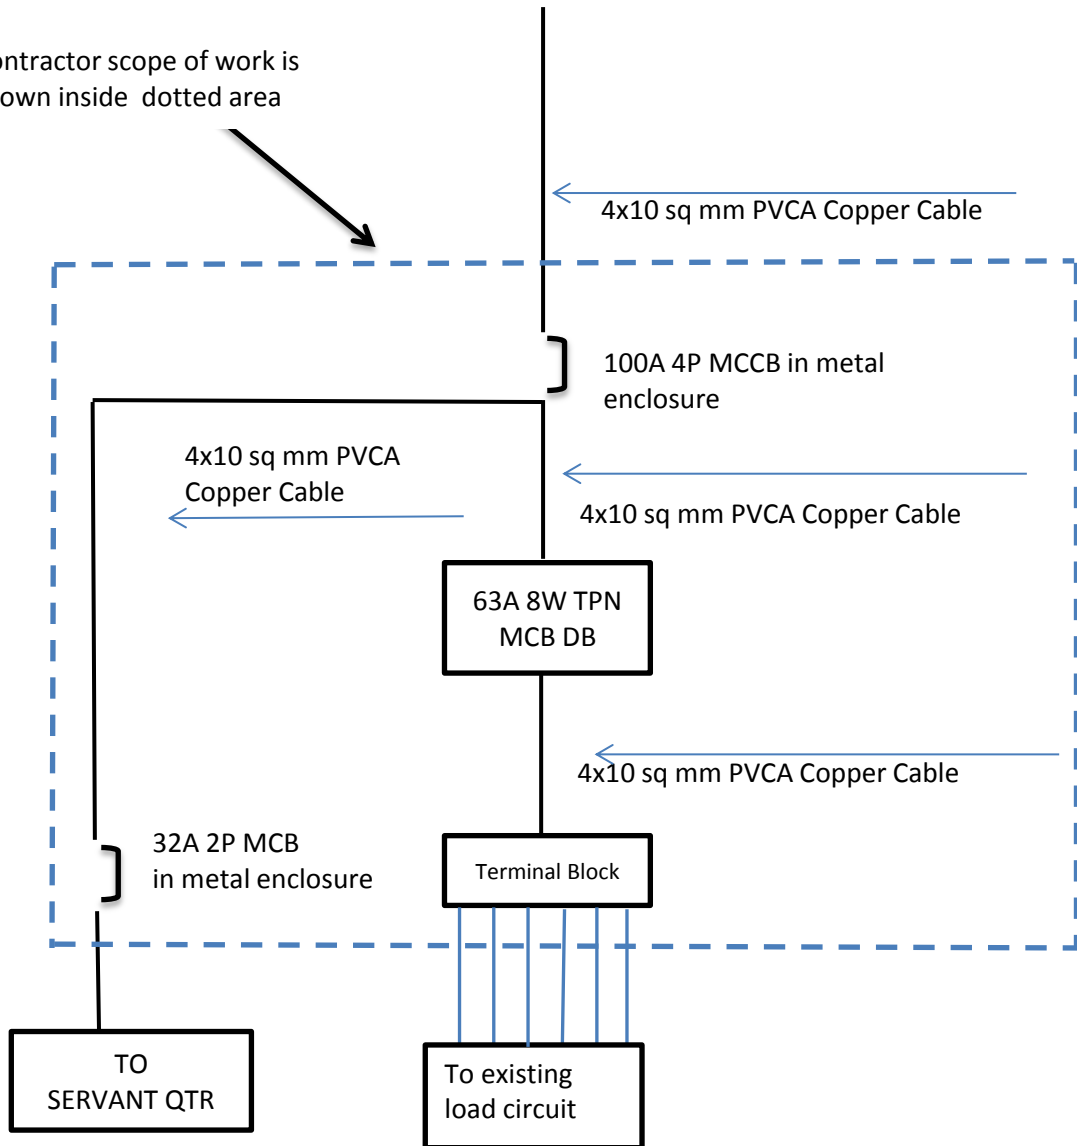 ontractor scope of work is
own inside dotted area
4x10 sq mm PVCA Copper Cable
100A 4P MCCB in metal
enclosure
4x10 sq mm PVCA
Copper Cable
4x10 sq mm PVCA Copper Cable
63A 8W TPN
MCB DB
4x10 sq mm PVCA Copper Cable
32A 2P MCB
in metal enclosure
Terminal Block
TO
SERVANT QTR
To existing
load circuit